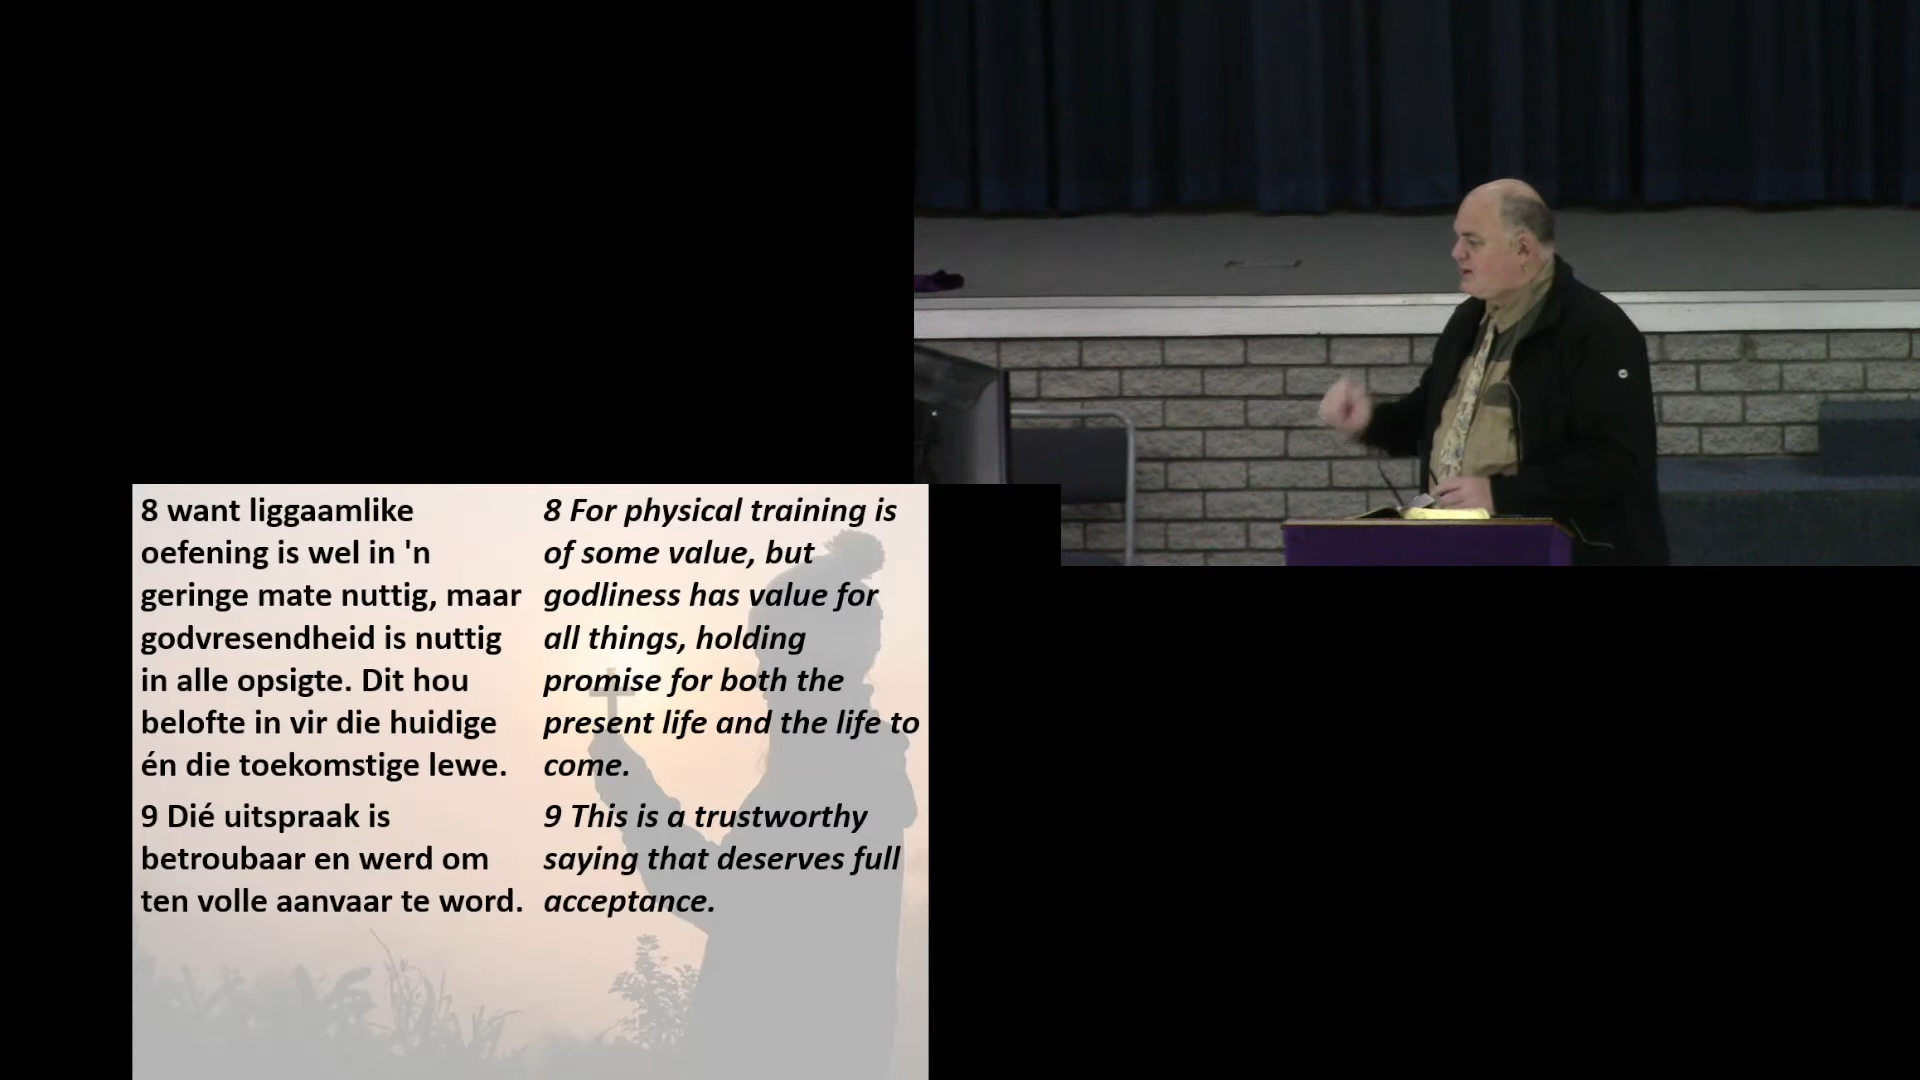 8 want liggaamlike
oefening is wel in 'n
geringe mate nuttig, maar
godvresendheid is nuttig
in alle opsigte. Dit hou
belofte in vir die huidige
én die toekomstige lewe.
9 Dié uitspraak is
betroubaar en werd om
ten volle aanvaar te word.
8 For physical training is
of some value, but
godliness has value for
all things, holding
promise for both the
present life and the life to
come.
9 This is a trustworthy
saying that deserves full
acceptance.